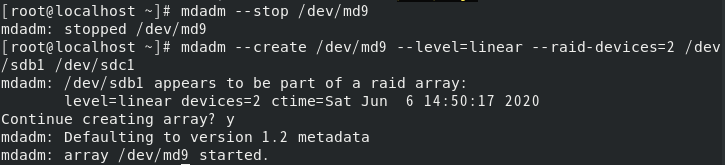 [root@localhost ~]# mdadm --stop /dev/md9
mdadm: stopped /dev/md9
[root@localhost ~]# mdadm --create /dev/md9 --level=linear --raid-devices=2 /dev
/sdb1 /dev/sdc1
mdadm: /dev/sdb1 appears to be part of a raid array:
       level=linear devices=2 ctime=Sat Jun  6 14:50:17 2020
Continue creating array? y
mdadm: Defaulting to version 1.2 metadata
mdadm: array /dev/md9 started.